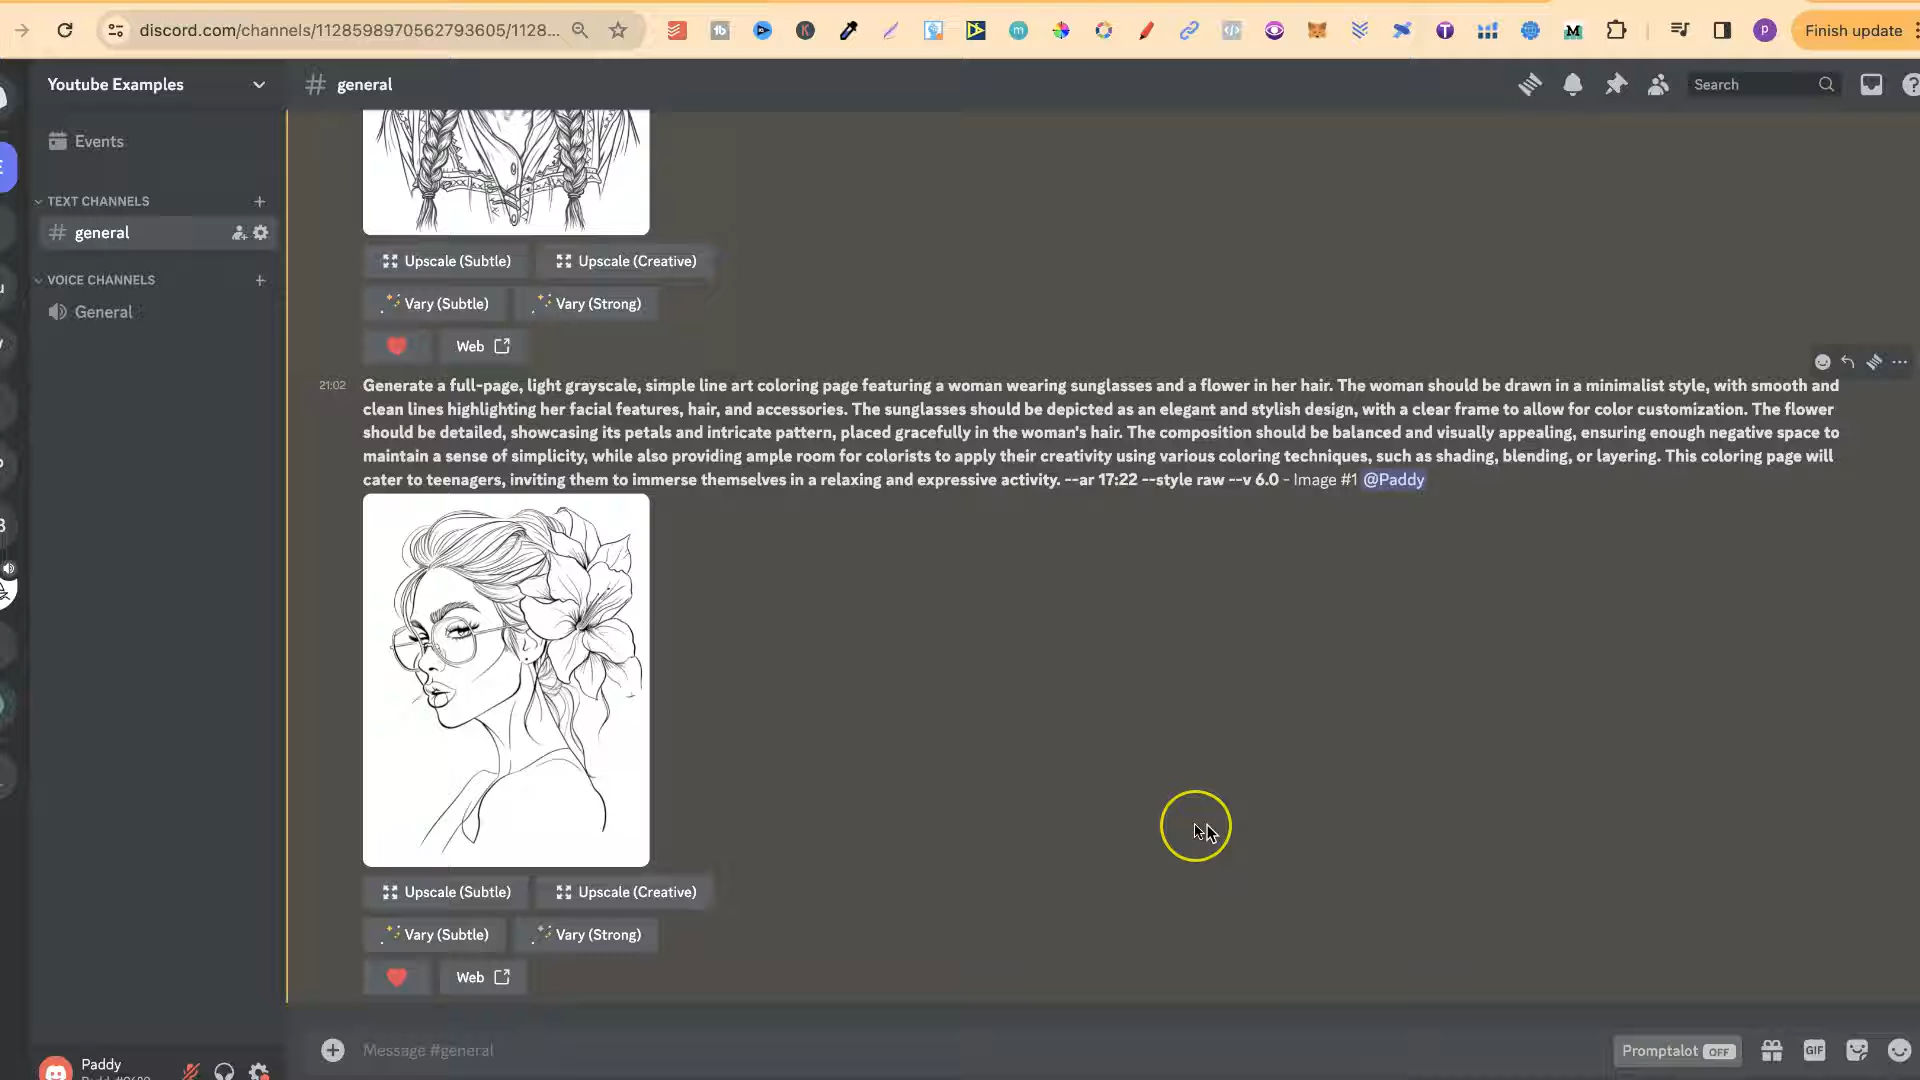 discord.com/channels/1128598970562793605/1128...
Finish update
Youtube Examples
general
Search
Events
TEXT CHANNELS
general
VOICE CHANNELS
General
Upscale (Subtle)
Upscale (Creative)
Vary (Subtle)
Vary (Strong)
Web
21:02
Generate a full-page, light grayscale, simple line art coloring page featuring a woman wearing sunglasses and a flower in her hair. The woman should be drawn in a minimalist style, with smooth and
clean lines highlighting her facial features, hair, and accessories. The sunglasses should be depicted as an elegant and stylish design, with a clear frame to allow for color customization. The flower
should be detailed, showcasing its petals and intricate pattern, placed gracefully in the woman's hair. The composition should be balanced and visually appealing, ensuring enough negative space to
maintain a sense of simplicity, while also providing ample room for colorists to apply their creativity using various coloring techniques, such as shading, blending, or layering. This coloring page will
cater to teenagers, inviting them to immerse themselves in a relaxing and expressive activity. --ar 17:22 --style raw --v 6.0 - Image #1 @Paddy
Upscale (Subtle)
Upscale (Creative)
Vary (Subtle)
Vary (Strong)
Web
Message #general
Promptalot OFF
GIF
Paddy